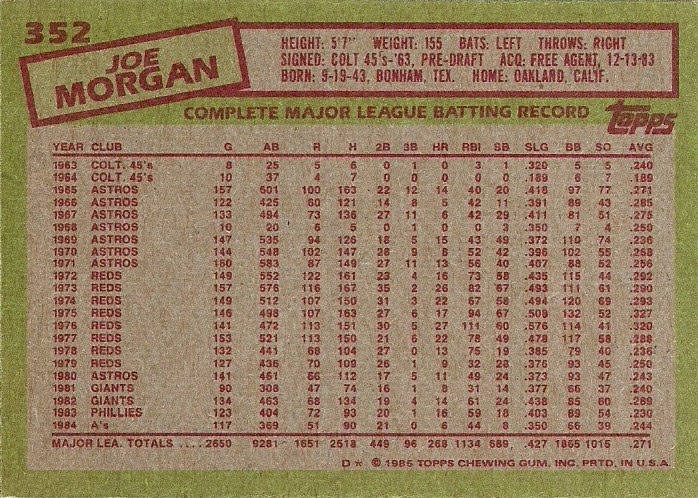 352
JOE
MORGAN
HEIGHT: 5'7" WEIGHT: 155 BATS: LEFT THROWS: RIGHT
SIGNED: COLT 45's-'63, PRE-DRAFT ACQ: FREE AGENT, 12-13-83
BORN: 9-19-43, BONHAM, TEX. HOME: OAKLAND, CALIF.
COMPLETE MAJOR LEAGUE BATTING RECORD topps
YEAR CLUB G AB R H 2B 3B HR RBI SB SLG BB SO AVG
1963 COLT. 45's 8 25 5 6 0 1 0 3 1 .320 5 5 .240
1964 COLT. 45's 10 37 4 7 0 0 0 0 0 .189 6 7 .189
1965 ASTROS 157 601 100 163 22 12 14 40 20 .418 97 77 .271
1966 ASTROS 122 425 60 121 14 8 5 42 11 .391 89 43 .285
1967 ASTROS 133 494 73 136 27 11 6 42 29 .411 81 51 .275
1968 ASTROS 10 20 6 5 0 1 0 0 3 .350 7 4 .250
1969 ASTROS 147 535 94 126 18 5 15 43 49 .372 110 74 .236
1970 ASTROS 144 548 102 147 28 9 8 52 42 .396 102 55 .268
1971 ASTROS 160 583 87 149 27 11 13 56 40 .407 88 52 .256
1972 REDS 149 552 122 161 23 4 16 73 58 .435 115 44 .292
1973 REDS 157 576 116 167 35 2 26 82 67 .493 111 61 .290
1974 REDS 149 512 107 150 31 3 22 67 58 .494 120 69 .293
1975 REDS 146 498 107 163 27 6 17 94 67 .508 132 52 .327
1976 REDS 141 472 113 151 30 5 27 111 60 .576 114 41 .320
1977 REDS 153 521 113 150 21 6 22 78 49 .478 117 58 .288
1978 REDS 132 441 68 104 27 0 13 75 19 .385 79 40 .236
1979 REDS 127 436 70 109 26 1 9 32 28 .376 93 45 .250
1980 ASTROS 141 461 66 112 17 5 11 49 24 .373 93 47 .243
1981 GIANTS 90 308 47 74 16 1 8 31 14 .377 66 37 .240
1982 GIANTS 134 463 68 134 19 4 14 61 24 .438 85 60 .289
1983 PHILLIES 123 404 72 93 20 1 16 59 18 .403 89 54 .230
1984 A's 117 369 51 90 21 0 6 44 8 .350 66 39 .244
MAJOR LEA. TOTALS .... 2650 9281 1651 2518 449 96 268 1134 689 .427 1865 1015 .271
D* © 1985 TOPPS CHEWING GUM, INC. PRTD. IN U.S.A.